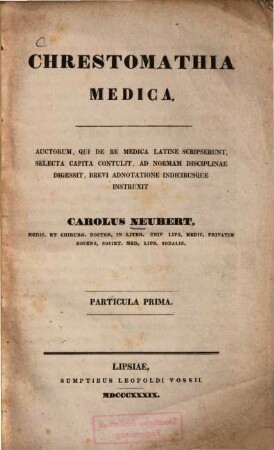 CHRESTOMATHIA
MEDICA.
AUCTORUM, QUI DE RE MEDICA LATINE SCRIPSERUNT,
SELECTA CAPITA CONTULIT, AD NORMAM DISCIPLINAE
DIGESSIT, BREVI ADNOTATIONE INDICIBUSQUE
INSTRUXIT
CAROLUS NEUBERT,
MEDIC. ET CHIRURG. DOCTOR, IN LITER. UNIV LIPS. MEDIC. PRIVATIM
DOCENS, SOCIET. MED. LIPS. SODALIS.
PARTICULA PRIMA.
LIPSIAE,
SUMPTIBUS LEOPOLDI VOSSII
MDCCCXXXIX.